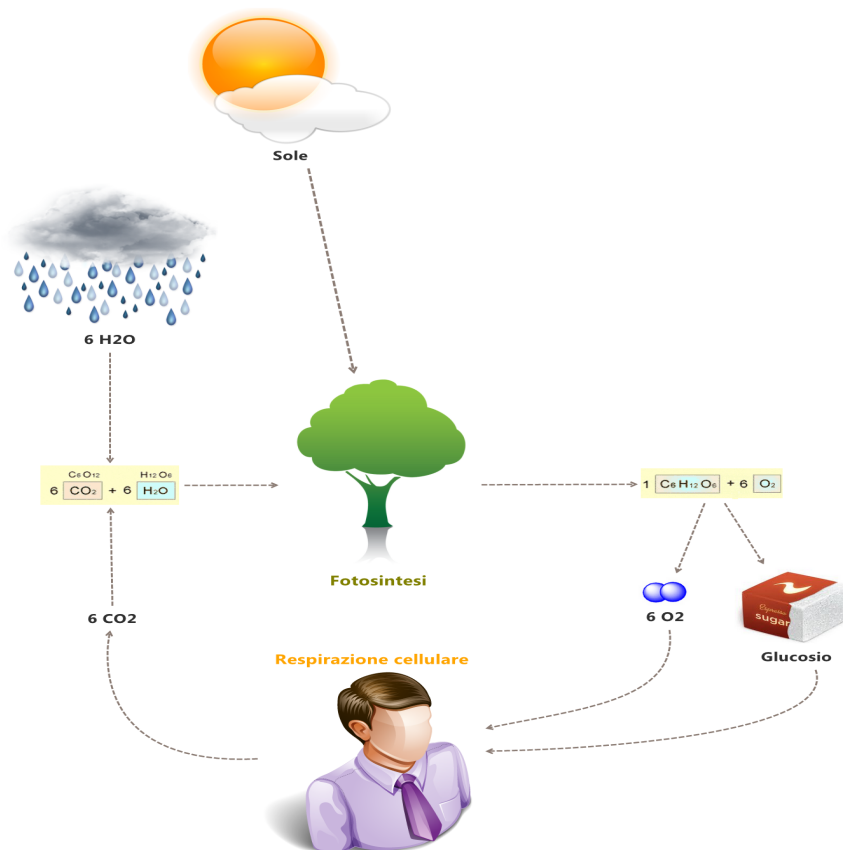 Sole
6 H2O
C6 O12 H12 O6
6 CO2 + 6 H2O
1 C6 H12 O6 + 6 O2
Fotosintesi
6 CO2
6 O2
Espresso
sugar
Glucosio
Respirazione cellulare